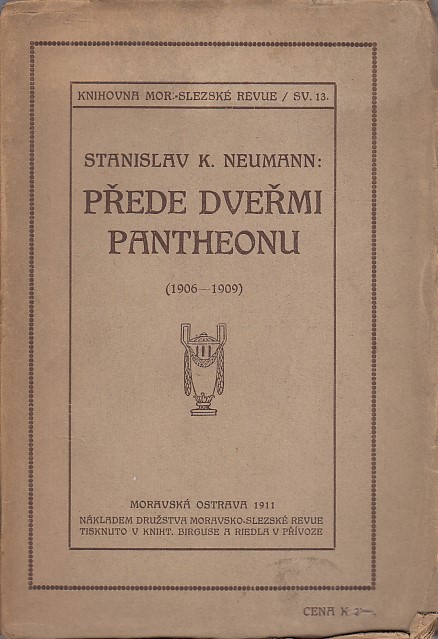 KNIHOVNA MOR.-SLEZSKÉ REVUE / SV. 13.
STANISLAV K. NEUMANN:
PŘEDE DVEŘMI
PANTHEONU
(1906—1909)
MORAVSKÁ OSTRAVA 1911
NÁKLADEM DRUŽSTVA MORAVSKO-SLEZSKÉ REVUE
TISKNUTO V KNIHT. BIRGUSE A RIEDLA V PŘÍVOZE
CENA K